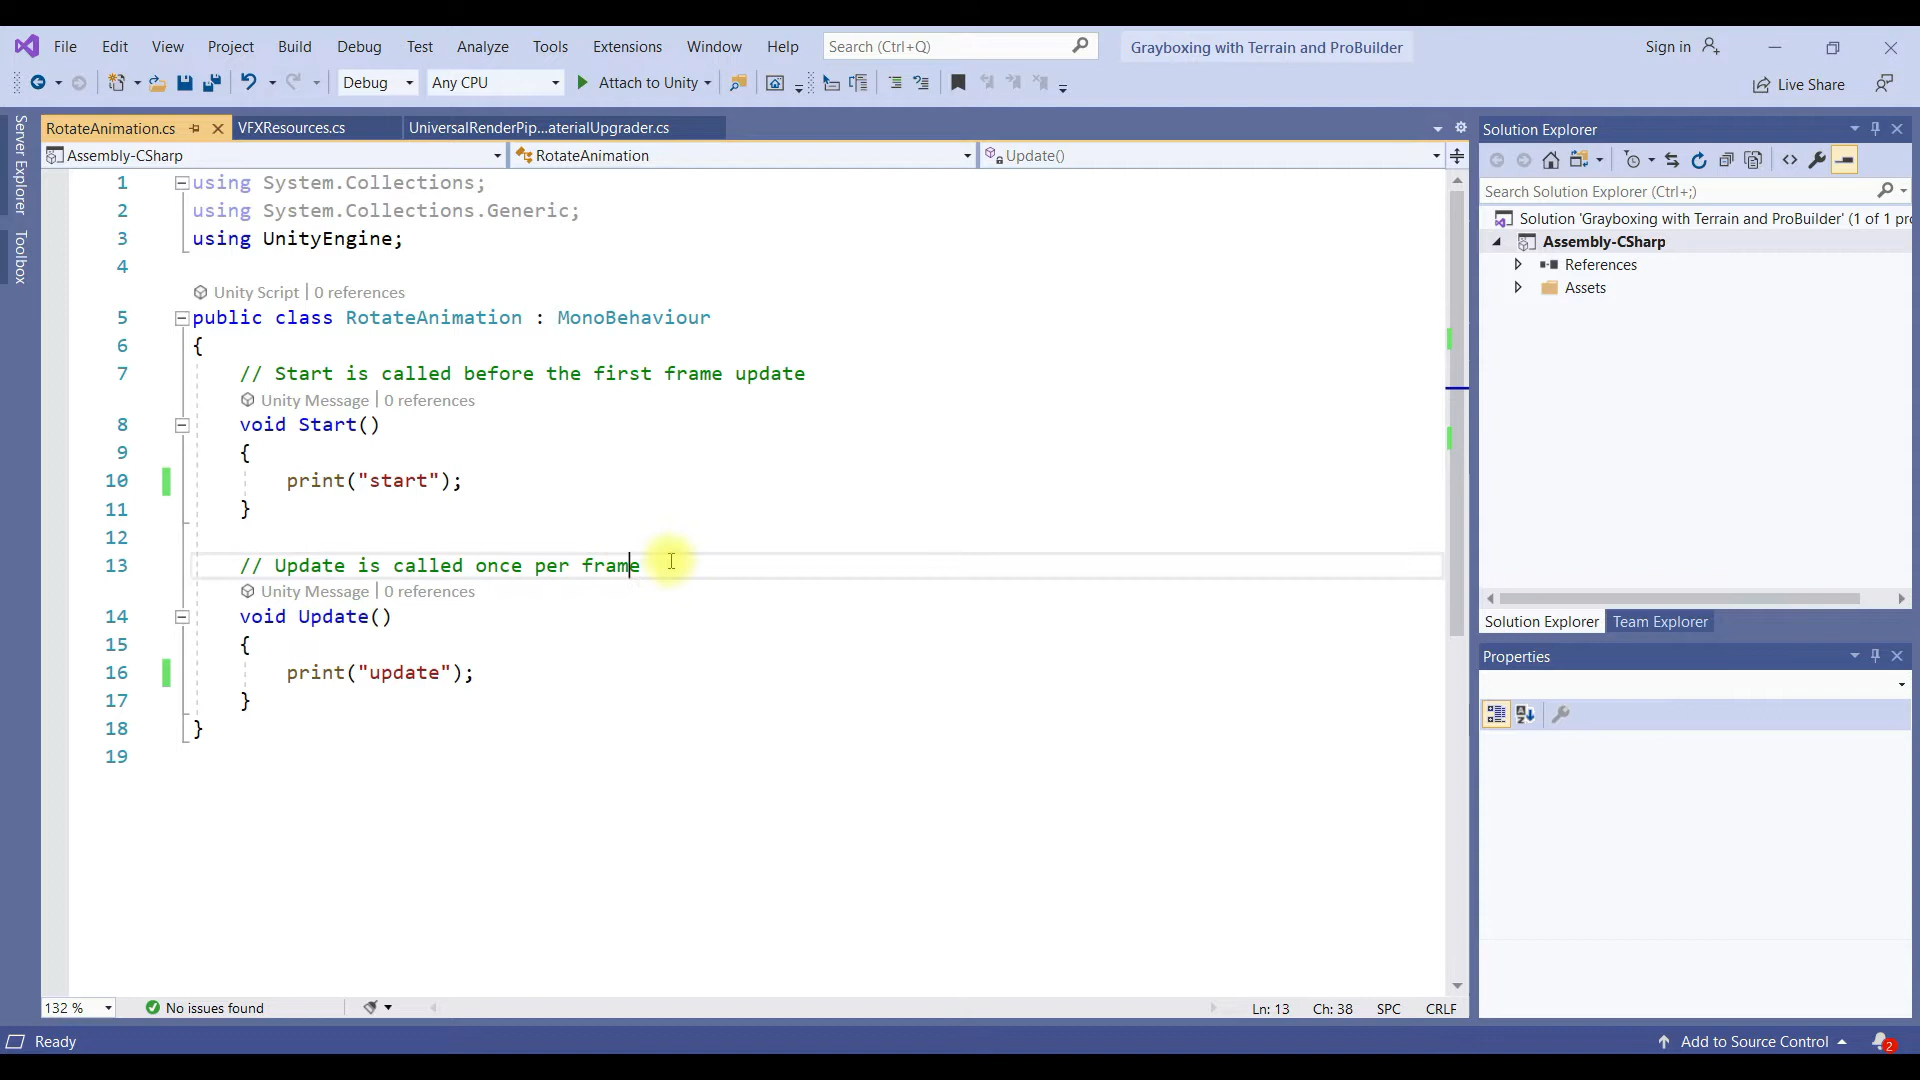 File Edit View Project Build Debug Test Analyze Tools Extensions Window Help Search (Ctrl+Q) Grayboxing with Terrain and ProBuilder Sign in
Debug Any CPU Attach to Unity Live Share
Server Explorer
Toolbox
RotateAnimation.cs VFXResources.cs UniversalRenderPip...aterialUpgrader.cs
Assembly-CSharp RotateAnimation Update()
1 using System.Collections;
2 using System.Collections.Generic;
3 using UnityEngine;
4
Unity Script | 0 references
5 public class RotateAnimation : MonoBehaviour
6 {
7 // Start is called before the first frame update
Unity Message | 0 references
8 void Start()
9 {
10 print("start");
11 }
12
13 // Update is called once per frame
Unity Message | 0 references
14 void Update()
15 {
16 print("update");
17 }
18 }
19
132 % No issues found Ln: 13 Ch: 38 SPC CRLF
Solution Explorer
Search Solution Explorer (Ctrl+;)
Solution 'Grayboxing with Terrain and ProBuilder' (1 of 1 pro
Assembly-CSharp
References
Assets
Solution Explorer Team Explorer
Properties
Ready Add to Source Control 2